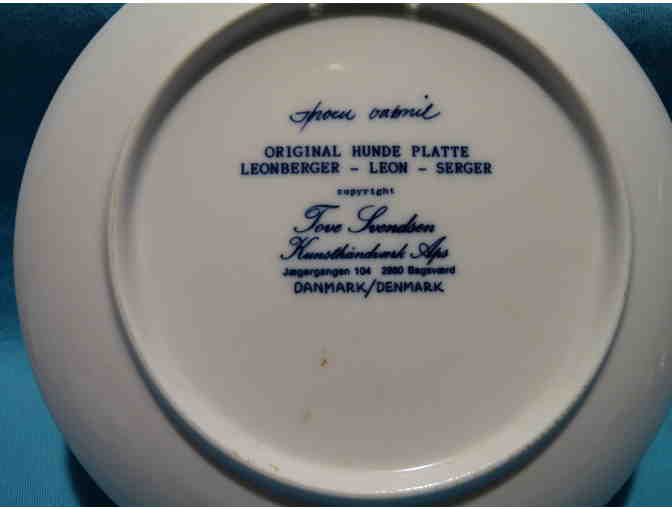 ORIGINAL HUNDE PLATTE
LEONBERGER - LEON - SERGER
copyright
Tove Svendsen
Kunsthåndværk Aps
Jægergangen 104 2880 Bagsværd
DANMARK/DENMARK